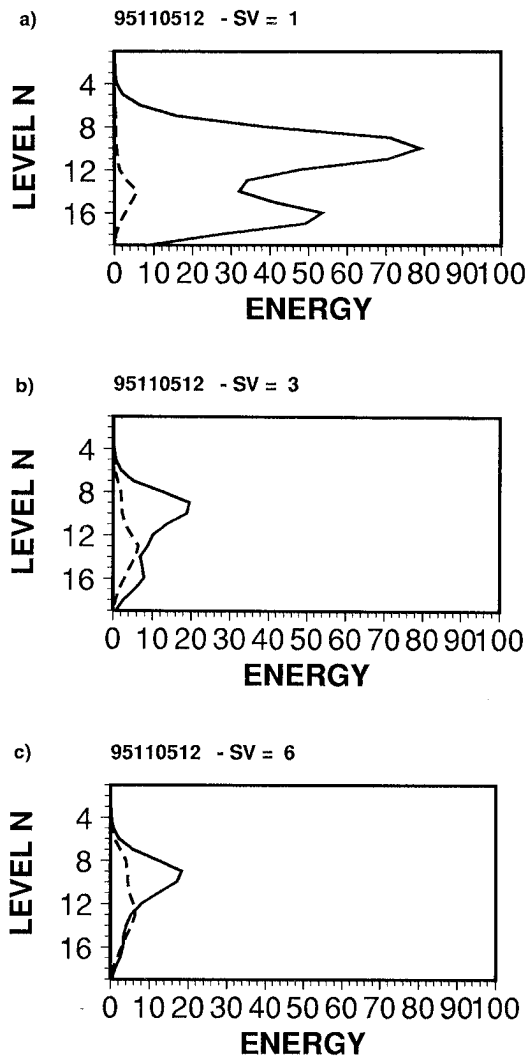 a) 95110512 - SV = 1
LEVEL N
4
8
12
16
0 10 20 30 40 50 60 70 80 90 100
ENERGY
b) 95110512 - SV = 3
LEVEL N
4
8
12
16
0 10 20 30 40 50 60 70 80 90 100
ENERGY
c) 95110512 - SV = 6
LEVEL N
4
8
12
16
0 10 20 30 40 50 60 70 80 90 100
ENERGY